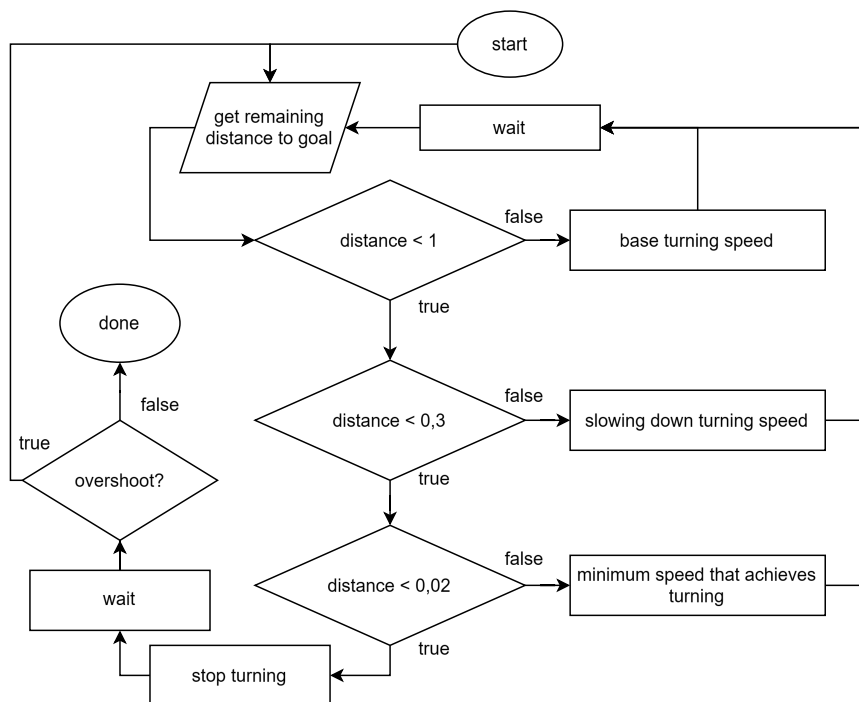 start
get remaining
distance to goal
wait
distance < 1
false
base turning speed
true
done
distance < 0,3
false
slowing down turning speed
true
false
true
overshoot?
distance < 0,02
false
minimum speed that achieves
turning
true
wait
stop turning